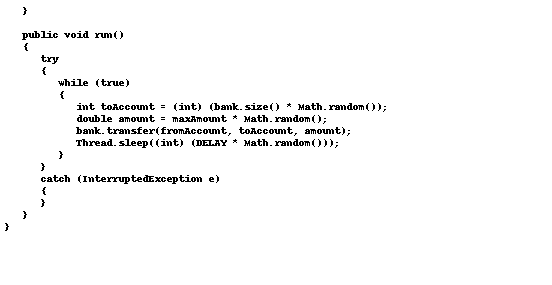 }

   public void run()
   {
      try
      {
         while (true)
         {
            int toAccount = (int) (bank.size() * Math.random());
            double amount = maxAmount * Math.random();
            bank.transfer(fromAccount, toAccount, amount);
            Thread.sleep((int) (DELAY * Math.random()));
         }
      }
      catch (InterruptedException e)
      {
      }
   }
}